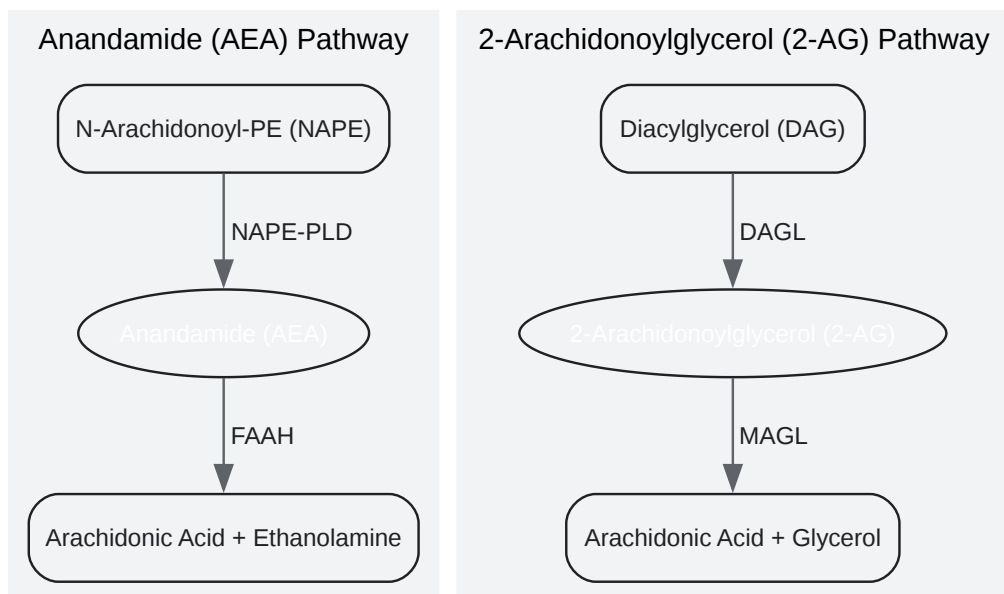 Anandamide (AEA) Pathway
N-Arachidonoyl-PE (NAPE)
NAPE-PLD
Anandamide (AEA)
FAAH
Arachidonic Acid + Ethanolamine
2-Arachidonoylglycerol (2-AG) Pathway
Diacylglycerol (DAG)
DAGL
2-Arachidonoylglycerol (2-AG)
MAGL
Arachidonic Acid + Glycerol